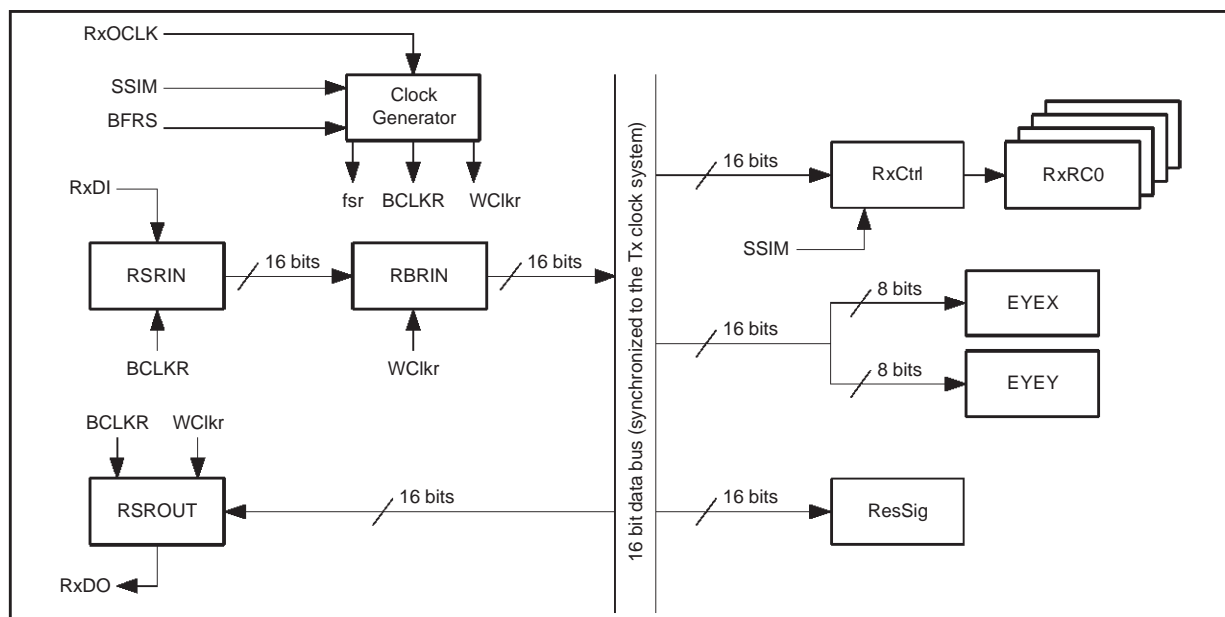 RxOCLK
SSIM
BFRS
Clock
Generator
fsr
BCLKR
WClkr
RxDI
RSRIN
16 bits
RBRIN
16 bits
BCLKR
WClkr
BCLKR
WClkr
RSROUT
16 bits
RxDO
16 bit data bus (synchronized to the Tx clock system)
16 bits
RxCtrl
RxRC0
SSIM
16 bits
8 bits
EYEX
8 bits
EYEY
16 bits
ResSig